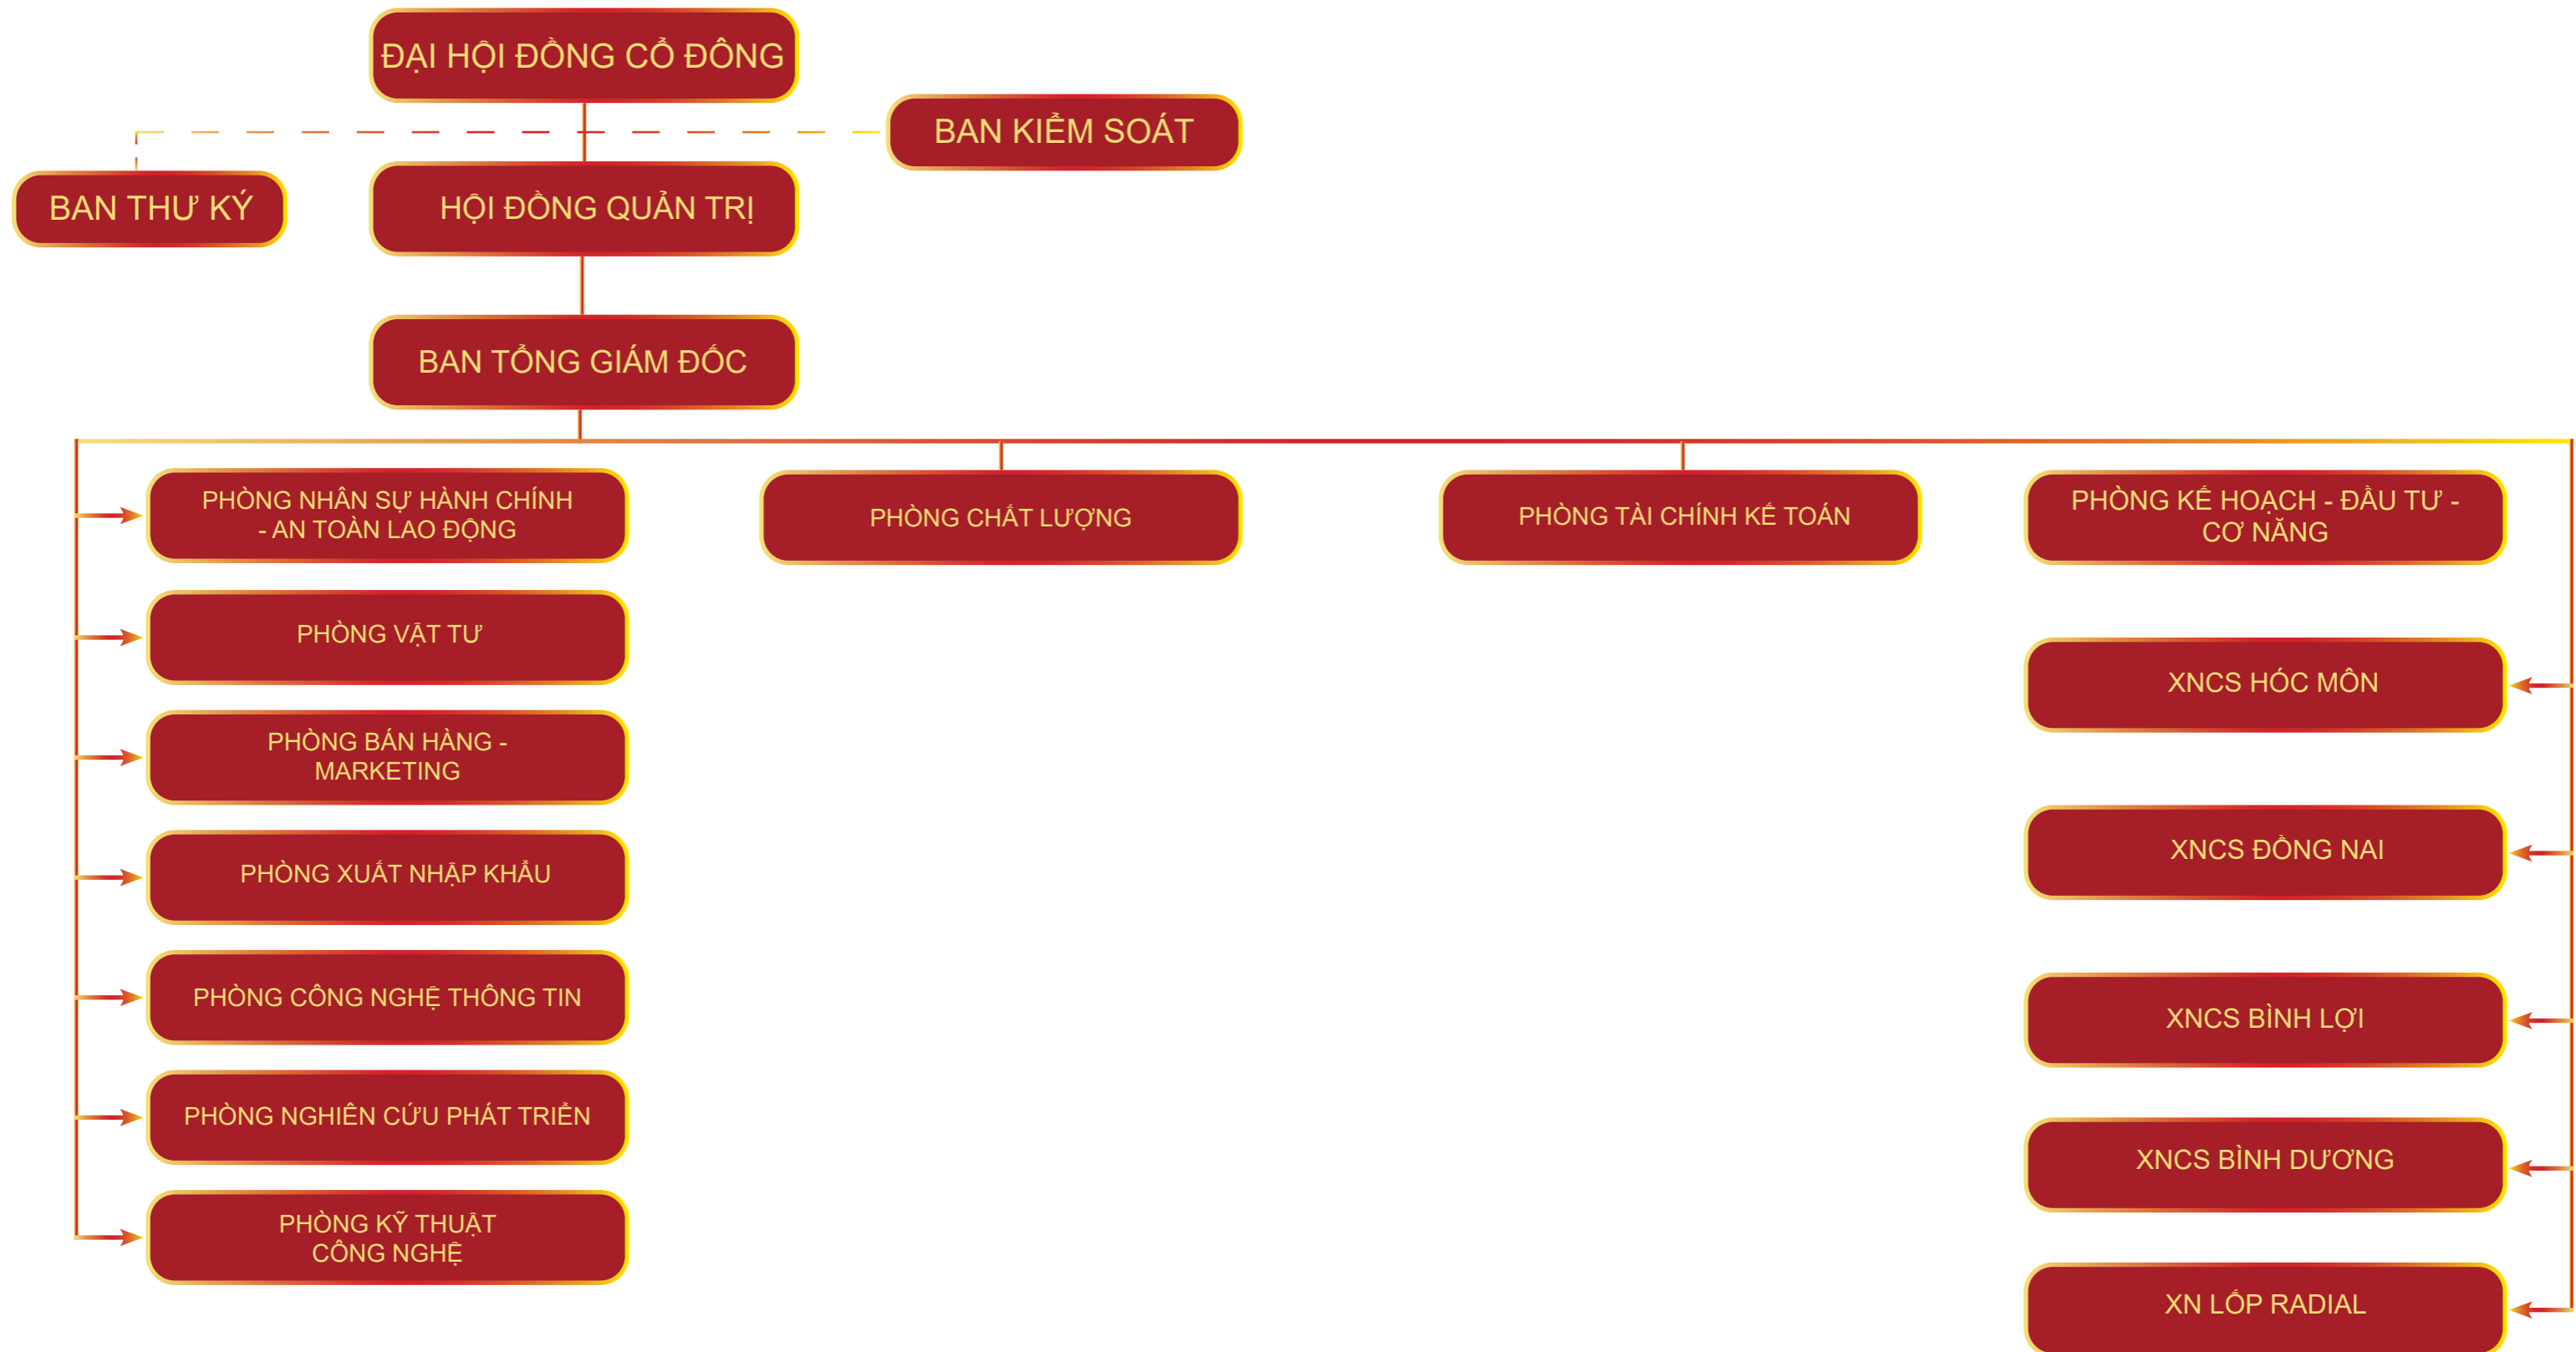 ĐẠI HỘI ĐỒNG CỔ ĐÔNG
BAN KIỂM SOÁT
BAN THƯ KÝ
HỘI ĐỒNG QUẢN TRỊ
BAN TỔNG GIÁM ĐỐC
PHÒNG NHÂN SỰ HÀNH CHÍNH
- AN TOÀN LAO ĐỘNG
PHÒNG CHẤT LƯỢNG
PHÒNG TÀI CHÍNH KẾ TOÁN
PHÒNG KẾ HOẠCH - ĐẦU TƯ -
CƠ NĂNG
PHÒNG VẬT TƯ
PHÒNG BÁN HÀNG -
MARKETING
PHÒNG XUẤT NHẬP KHẨU
PHÒNG CÔNG NGHỆ THÔNG TIN
PHÒNG NGHIÊN CỨU PHÁT TRIỂN
PHÒNG KỸ THUẬT
CÔNG NGHỆ
XNCS HÓC MÔN
XNCS ĐỒNG NAI
XNCS BÌNH LỢI
XNCS BÌNH DƯƠNG
XN LỐP RADIAL